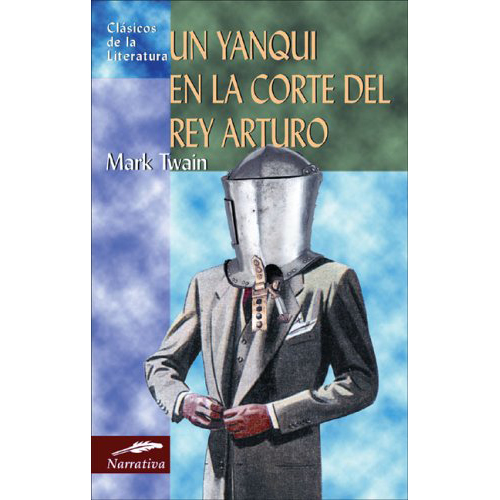 Clásicos
de la
Literatura
UN YANQUI
EN LA CORTE DEL
REY ARTURO
Mark Twain
Narrativa